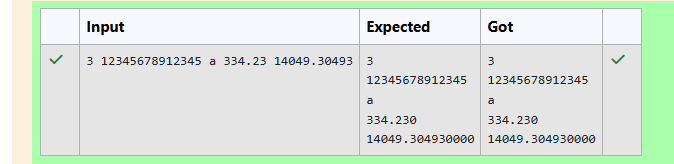 Input Expected Got
3 12345678912345 a 334.23 14049.30493 3 3
12345678912345 12345678912345
a a
334.230 334.230
14049.304930000 14049.304930000